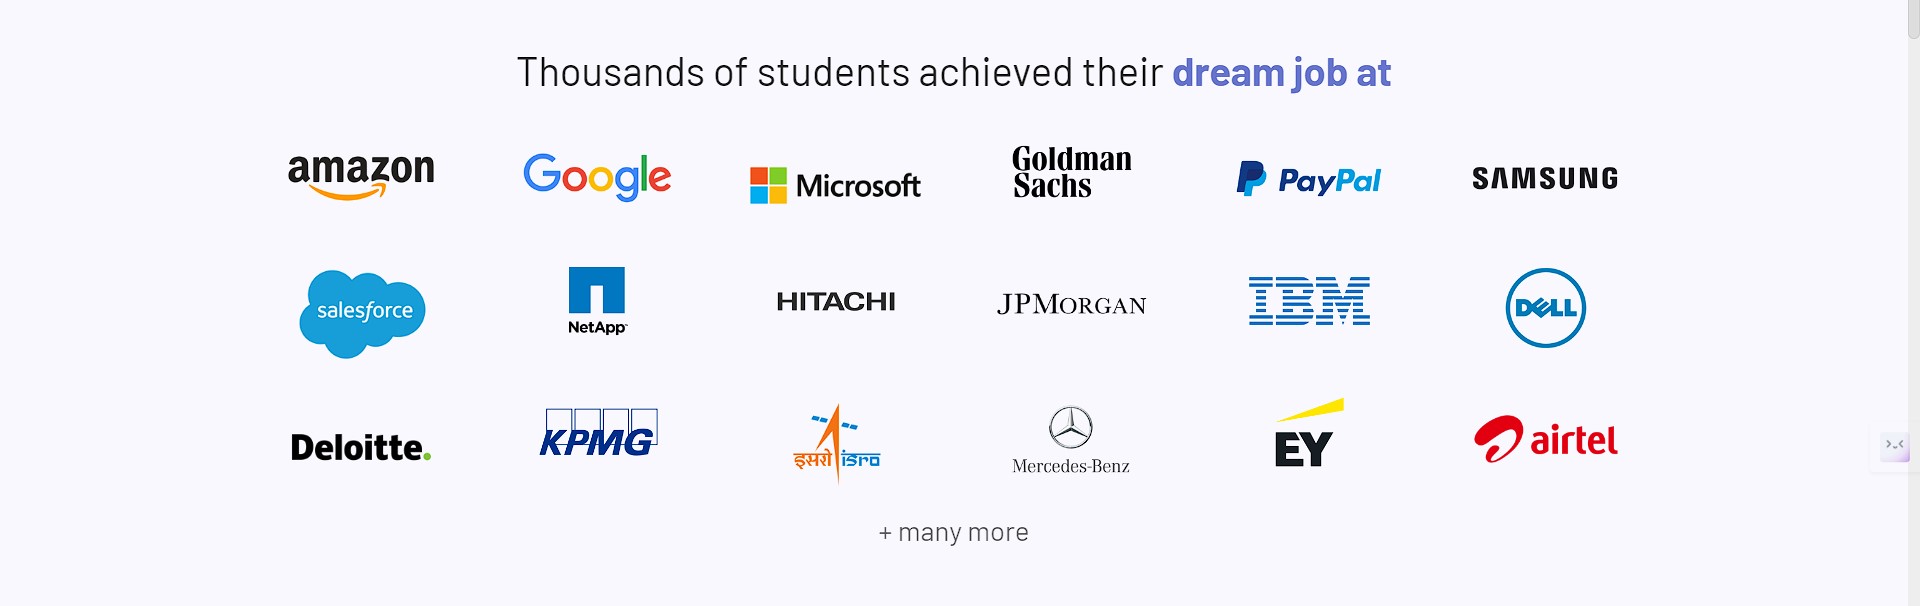 Thousands of students achieved their dream job at
amazon
Google
Microsoft
Goldman
Sachs
PayPal
SAMSUNG
salesforce
NetApp
HITACHI
JPMORGAN
IBM
DELL
Deloitte.
KPMG
इसरो isro
Mercedes-Benz
EY
airtel
+ many more